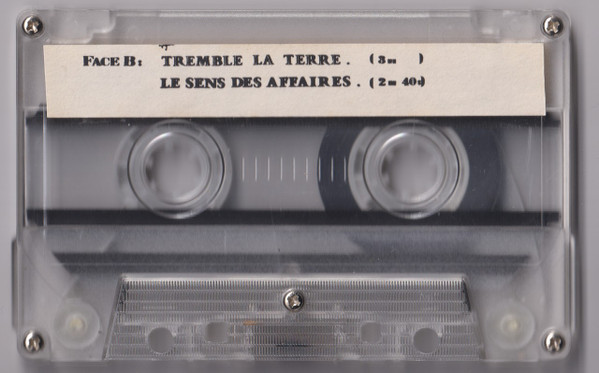 FACE B: TREMBLE LA TERRE. (3m )
LE SENS DES AFFAIRES. (2m 40s)